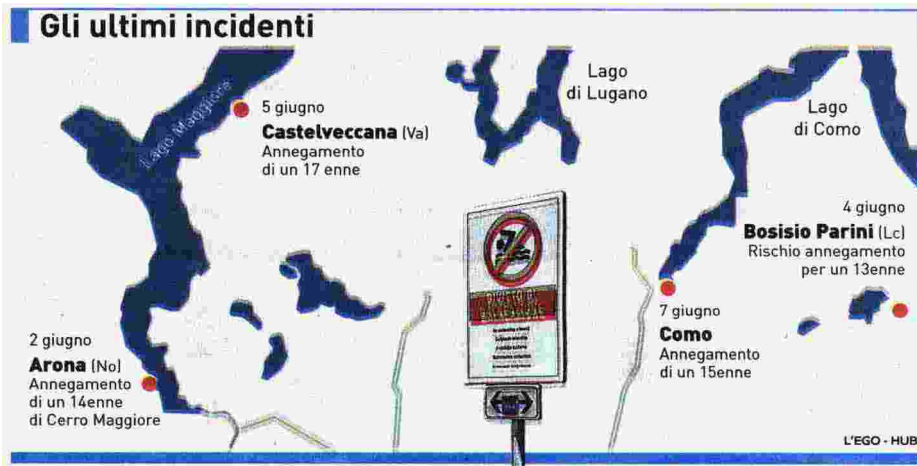 Gli ultimi incidenti
Lago Maggiore
5 giugno
Castelveccana (Va)
Annegamento
di un 17 enne
Lago
di Lugano
Lago
di Como
4 giugno
Bosisio Parini (Lc)
Rischio annegamento
per un 13enne
7 giugno
Como
Annegamento
di un 15enne
2 giugno
Arona (No)
Annegamento
di un 14enne
di Cerro Maggiore
L'EGO - HUB